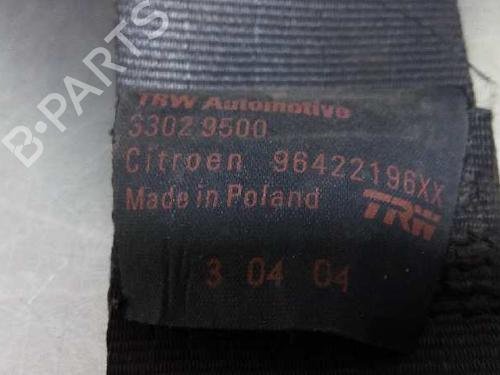 TRW Automotive
33029500
Citroen 96422196XX
Made in Poland
TRW
3 04 04
B-PARTS